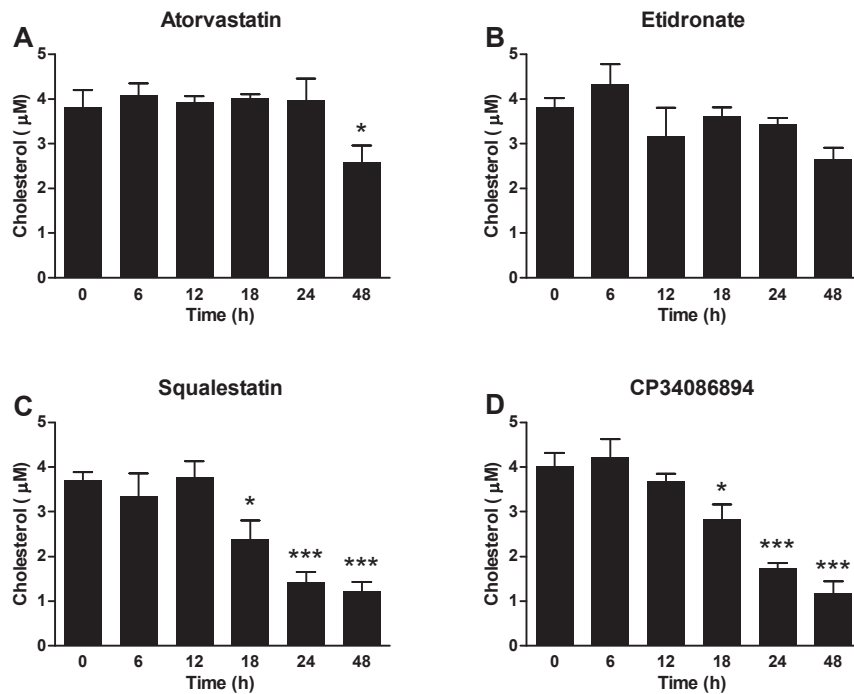 Atorvastatin
A
Cholesterol ( μM)
5
4
3
2
1
0
*
0 6 12 18 24 48
Time (h)
Etidronate
B
Cholesterol ( μM)
5
4
3
2
1
0
0 6 12 18 24 48
Time (h)
Squalestatin
C
Cholesterol ( μM)
5
4
3
2
1
0
* *** ***
0 6 12 18 24 48
Time (h)
CP34086894
D
Cholesterol ( μM)
5
4
3
2
1
0
* *** ***
0 6 12 18 24 48
Time (h)